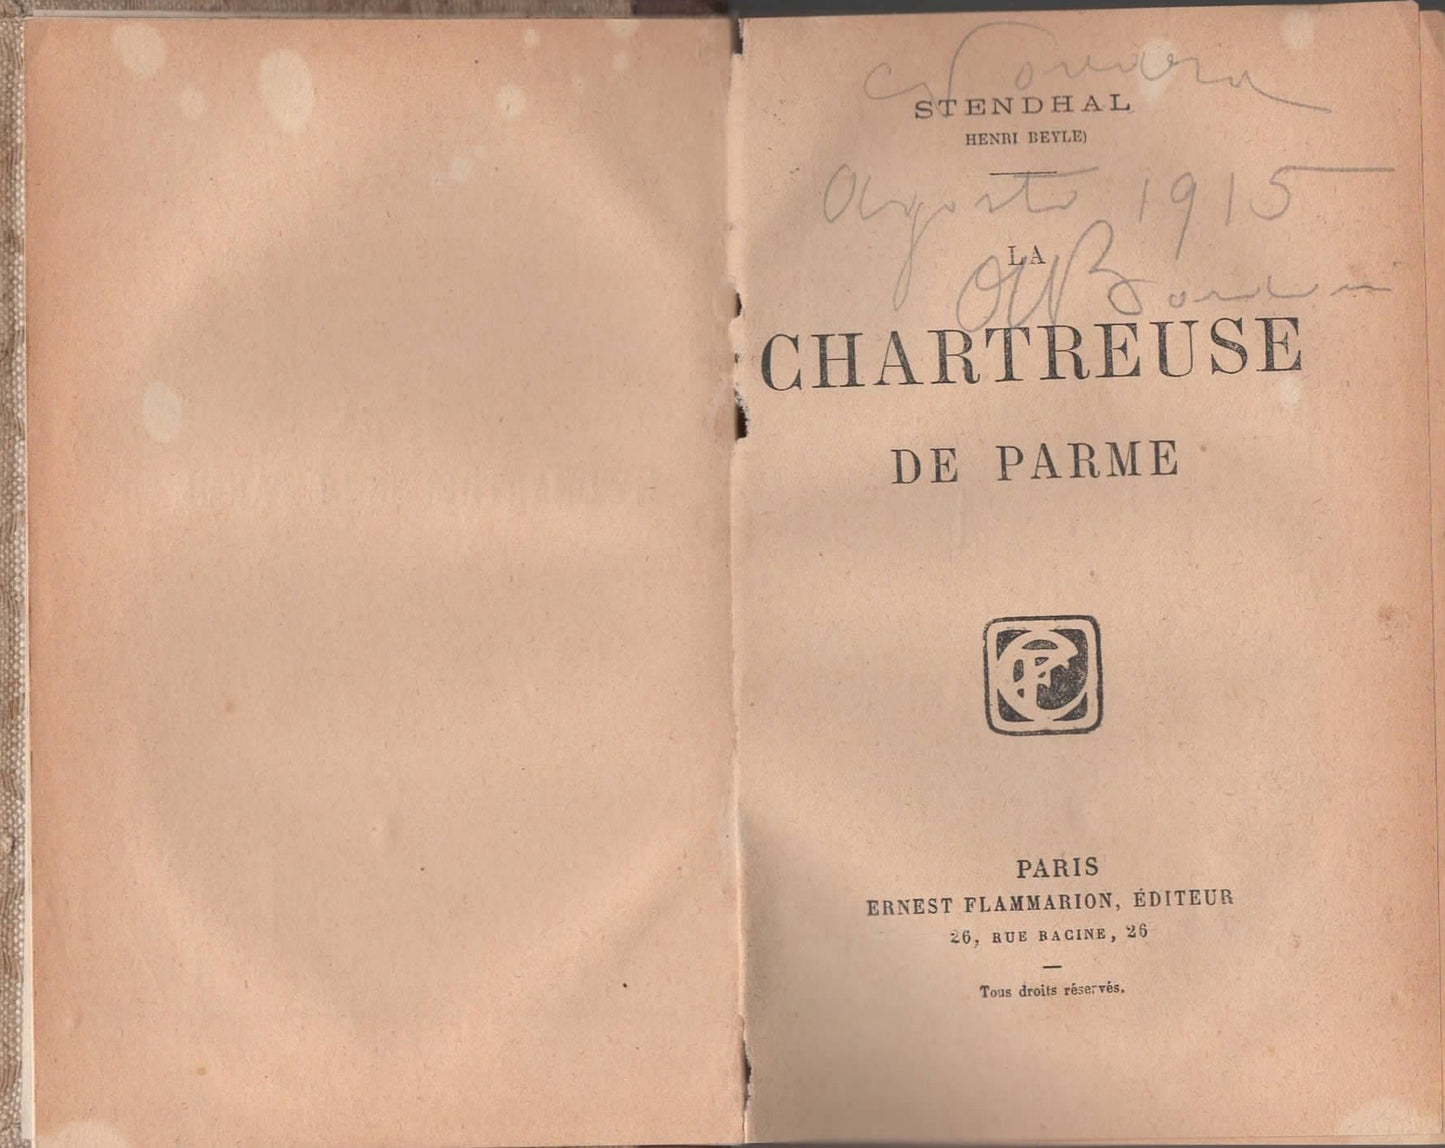 STENDHAL
HENRI BEYLE)
Agosto 1915
LA
CHARTREUSE
DE PARME
PARIS
ERNEST FLAMMARION, ÉDITEUR
26, RUE RACINE, 26
Tous droits réservés.